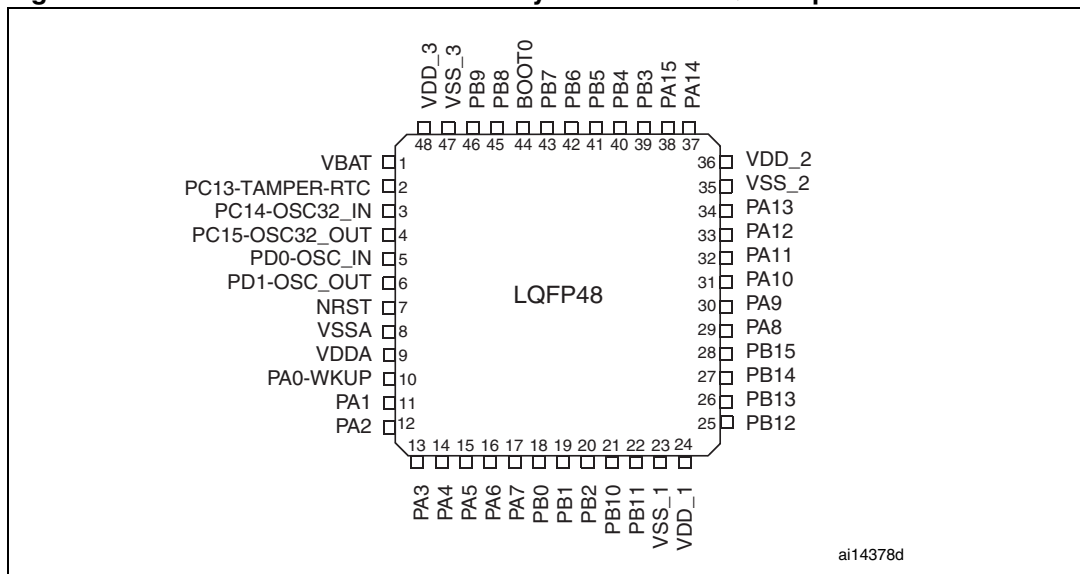 VDD_3
VSS_3
PB9
PB8
BOOT0
PB7
PB6
PB5
PB4
PB3
PA15
PA14
48 47 46 45 44 43 42 41 40 39 38 37
VBAT 1
PC13-TAMPER-RTC 2
PC14-OSC32_IN 3
PC15-OSC32_OUT 4
PD0-OSC_IN 5
PD1-OSC_OUT 6
NRST 7
VSSA 8
VDDA 9
PA0-WKUP 10
PA1 11
PA2 12
LQFP48
36 VDD_2
35 VSS_2
34 PA13
33 PA12
32 PA11
31 PA10
30 PA9
29 PA8
28 PB15
27 PB14
26 PB13
25 PB12
13 14 15 16 17 18 19 20 21 22 23 24
PA3
PA4
PA5
PA6
PA7
PB0
PB1
PB2
PB10
PB11
VSS_1
VDD_1
ai14378d